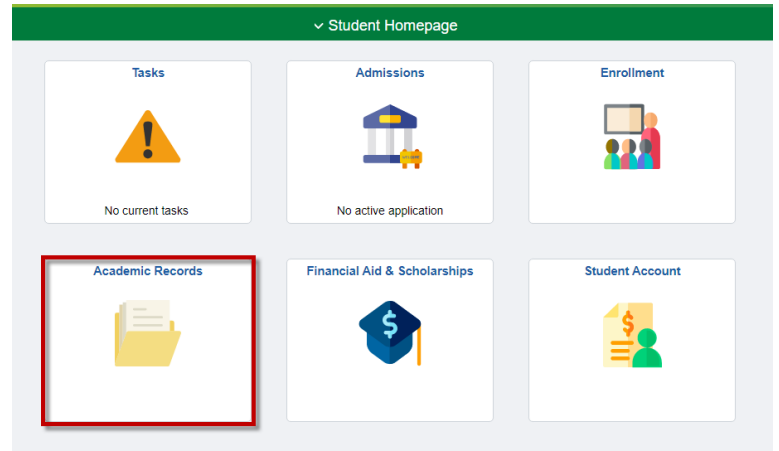 Student Homepage
Tasks
Admissions
Enrollment
No current tasks
No active application
Academic Records
Financial Aid & Scholarships
Student Account
$
$